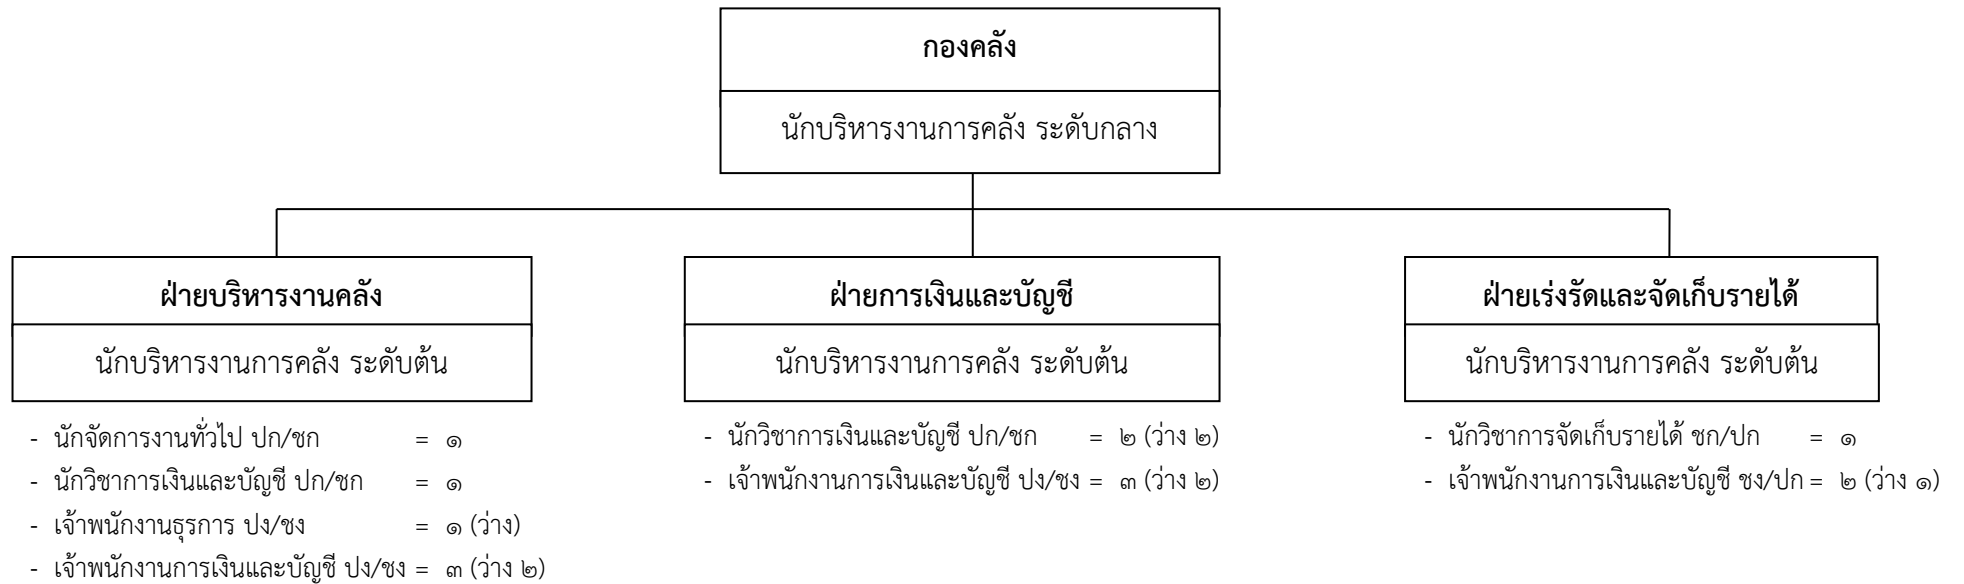 กองคลัง
นักบริหารงานการคลัง ระดับกลาง
ฝ่ายบริหารงานคลัง
นักบริหารงานการคลัง ระดับต้น
- นักจัดการงานทั่วไป ปก/ชก = ๑
- นักวิชาการเงินและบัญชี ปก/ชก = ๑
- เจ้าพนักงานธุรการ ปง/ชง = ๑ (ว่าง)
- เจ้าพนักงานการเงินและบัญชี ปง/ชง = ๓ (ว่าง ๒)
ฝ่ายการเงินและบัญชี
นักบริหารงานการคลัง ระดับต้น
- นักวิชาการเงินและบัญชี ปก/ชก = ๒ (ว่าง ๒)
- เจ้าพนักงานการเงินและบัญชี ปง/ชง = ๓ (ว่าง ๒)
ฝ่ายเร่งรัดและจัดเก็บรายได้
นักบริหารงานการคลัง ระดับต้น
- นักวิชาการจัดเก็บรายได้ ชก/ปก = ๑
- เจ้าพนักงานการเงินและบัญชี ชง/ปก = ๒ (ว่าง ๑)